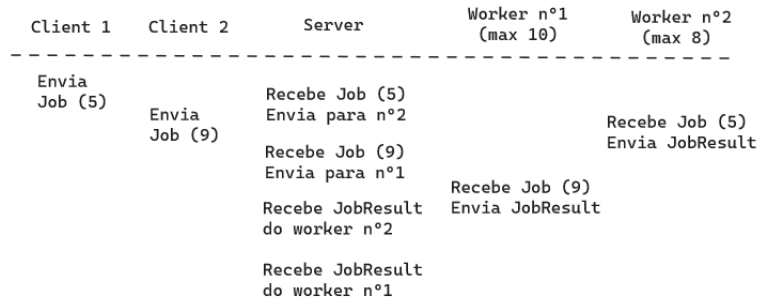 Client 1
Client 2
Server
Worker nº1
(max 10)
Worker nº2
(max 8)
Envia
Job (5)
Envia
Job (9)
Recebe Job (5)
Envia para nº2
Recebe Job (9)
Envia para nº1
Recebe JobResult
do worker nº2
Recebe JobResult
do worker nº1
Recebe Job (9)
Envia JobResult
Recebe Job (5)
Envia JobResult